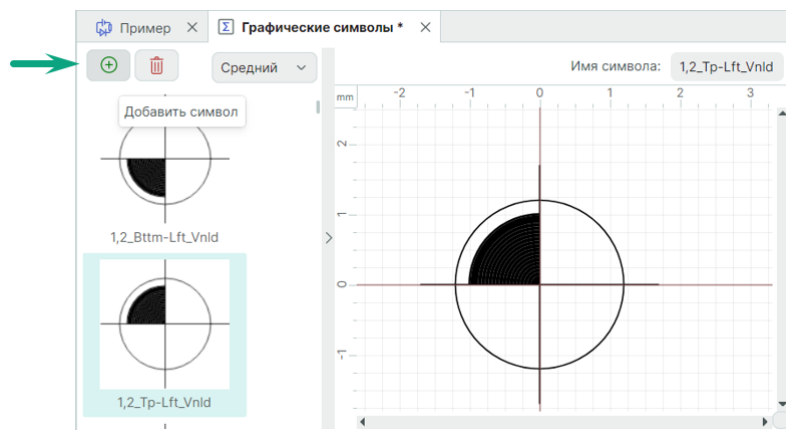 Пример
Графические символы *
Средний
Имя символа: 1,2_Tp-Lft_Vnld
Добавить символ
mm -2 -1 0 1 2 3
2
1
0
-1
1,2_Bttm-Lft_Vnld
1,2_Tp-Lft_Vnld